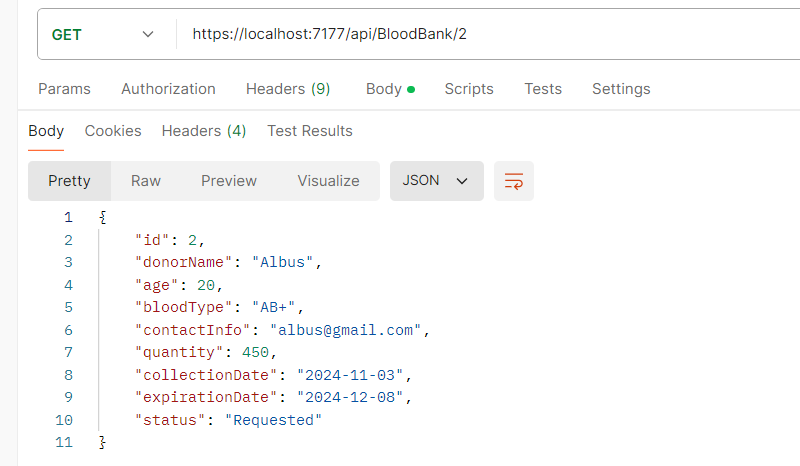 GET https://localhost:7177/api/BloodBank/2
Params Authorization Headers (9) Body Scripts Tests Settings
Body Cookies Headers (4) Test Results
Pretty Raw Preview Visualize JSON
1 {
2 "id": 2,
3 "donorName": "Albus",
4 "age": 20,
5 "bloodType": "AB+",
6 "contactInfo": "albus@gmail.com",
7 "quantity": 450,
8 "collectionDate": "2024-11-03",
9 "expirationDate": "2024-12-08",
10 "status": "Requested"
11 }